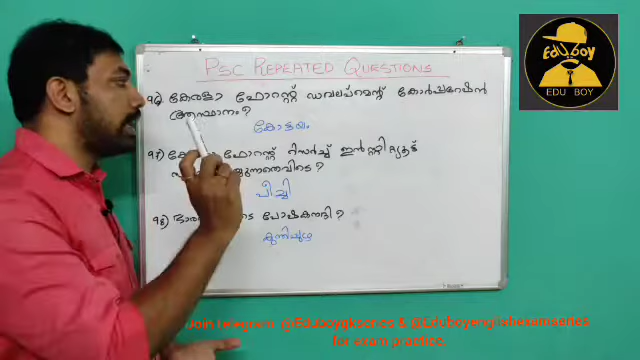 PSC REPEATED QUESTIONS
96) കേരളാ ഫോറസ്റ്റ് ഡവലപ്മെന്റ് കോർപ്പറേഷൻ
ആസ്ഥാനം?
കോട്ടയം
97) ഫോറസ്റ്റ് റിസർച്ച് ഇൻസ്റ്റിറ്റ്യൂട്ട്
പീച്ചി
98) പോഷകനദി?
കുന്തിപ്പുഴ
EDU boy
EDU BOY
Join telegram @Eduboygkseries & @Eduboyenglishexamseries
for exam practice